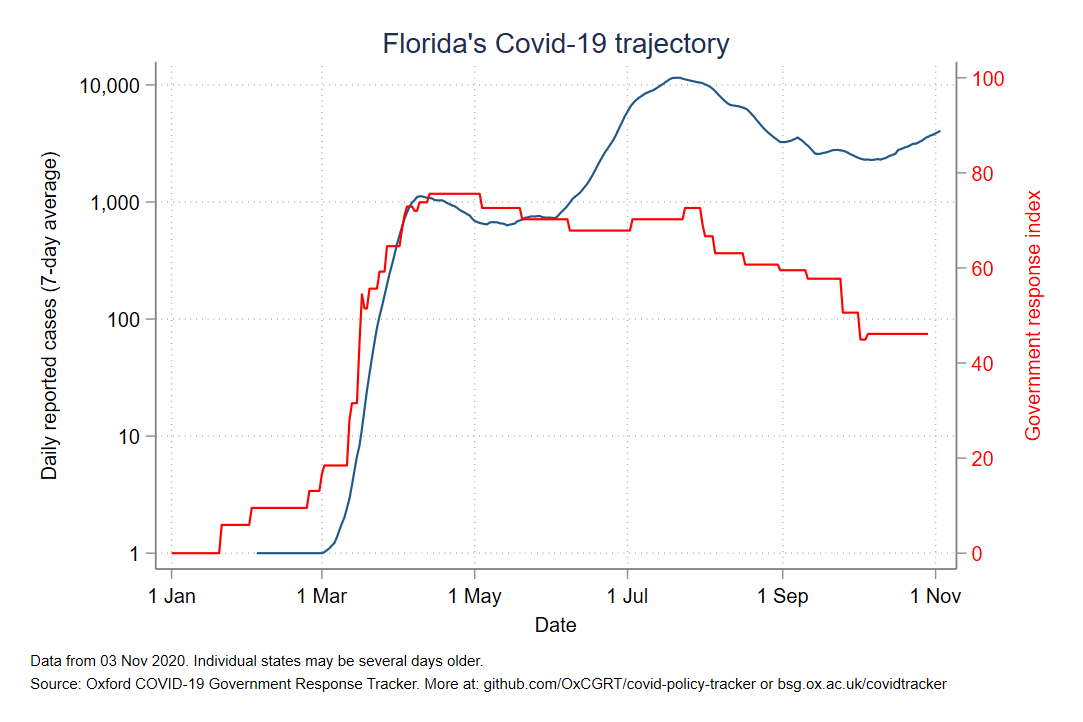 Florida's Covid-19 trajectory
10,000
1,000
100
10
1
Daily reported cases (7-day average)
100
80
60
40
20
0
Government response index
1 Jan
1 Mar
1 May
1 Jul
1 Sep
1 Nov
Date
Data from 03 Nov 2020. Individual states may be several days older.
Source: Oxford COVID-19 Government Response Tracker. More at: github.com/OxCGRT/covid-policy-tracker or bsg.ox.ac.uk/covidtracker